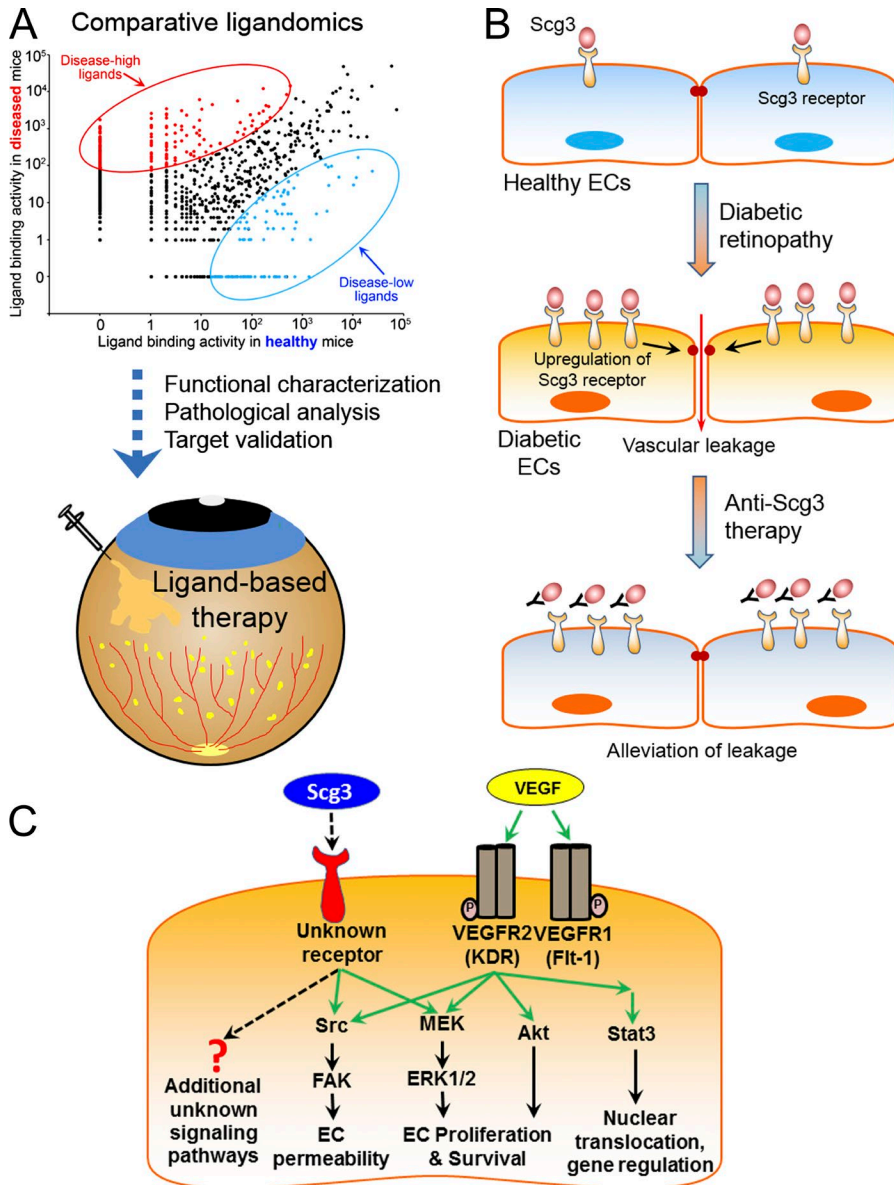 A
Comparative ligandomics
Disease-high
ligands
Ligand binding activity in diseased mice
10⁵
10⁴
10³
10²
10
1
0
Disease-low
ligands
0 1 10 10² 10³ 10⁴ 10⁵
Ligand binding activity in healthy mice
Functional characterization
Pathological analysis
Target validation
Ligand-based
therapy
B
Scg3
Scg3 receptor
Healthy ECs
Diabetic
retinopathy
Upregulation of
Scg3 receptor
Diabetic
ECs
Vascular leakage
Anti-Scg3
therapy
Alleviation of leakage
C
Scg3
VEGF
P
P
Unknown
receptor
VEGFR2
(KDR)
VEGFR1
(Flt-1)
Src
MEK
Akt
Stat3
?
FAK
ERK1/2
Additional
unknown
signaling
pathways
EC
permeability
EC Proliferation
& Survival
Nuclear
translocation,
gene regulation